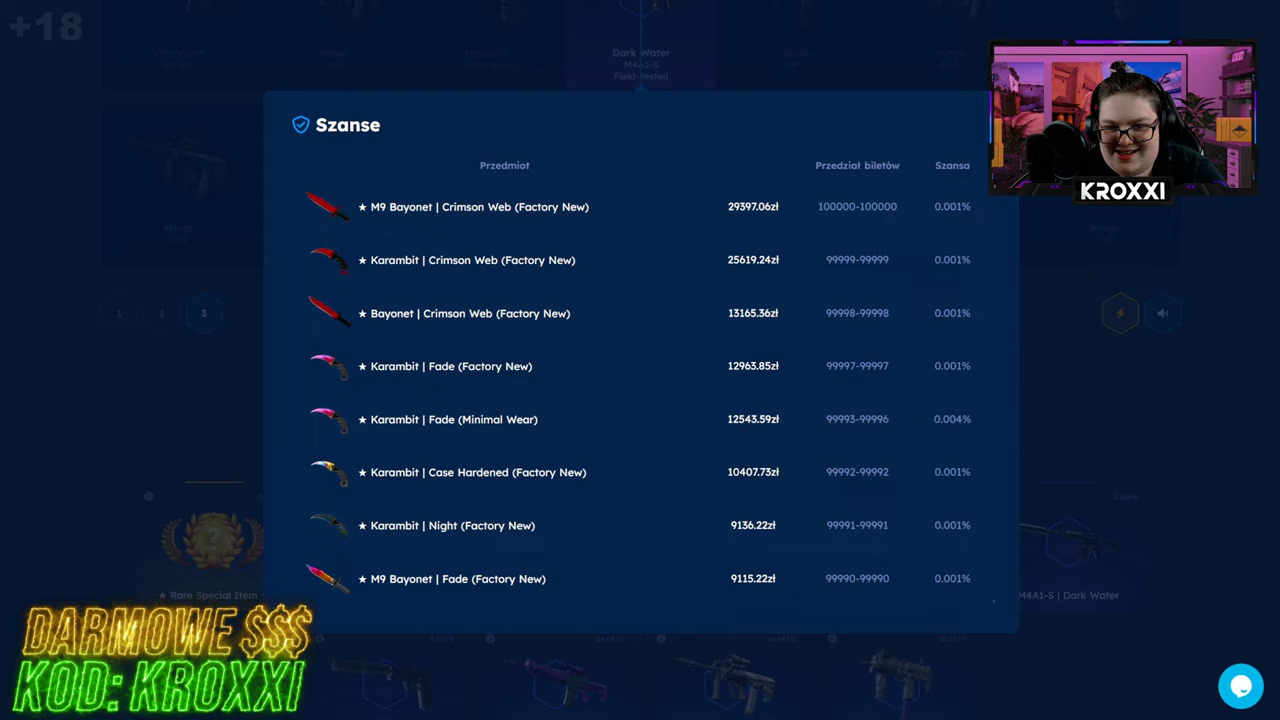 +18
Dark Water
M4A1-S
Field-Tested
KROXXI
Szanse
Przedmiot Przedział biletów Szansa
★ M9 Bayonet | Crimson Web (Factory New) 29397.06zł 100000-100000 0.001%
★ Karambit | Crimson Web (Factory New) 25619.24zł 99999-99999 0.001%
★ Bayonet | Crimson Web (Factory New) 13165.36zł 99998-99998 0.001%
★ Karambit | Fade (Factory New) 12963.85zł 99997-99997 0.001%
★ Karambit | Fade (Minimal Wear) 12543.59zł 99993-99996 0.004%
★ Karambit | Case Hardened (Factory New) 10407.73zł 99992-99992 0.001%
★ Karambit | Night (Factory New) 9136.22zł 99991-99991 0.001%
★ M9 Bayonet | Fade (Factory New) 9115.22zł 99990-99990 0.001%
1 2 3
★ Rare Special Item
M4A1-S | Dark Water
DARMOWE $$$
KOD: KROXXI